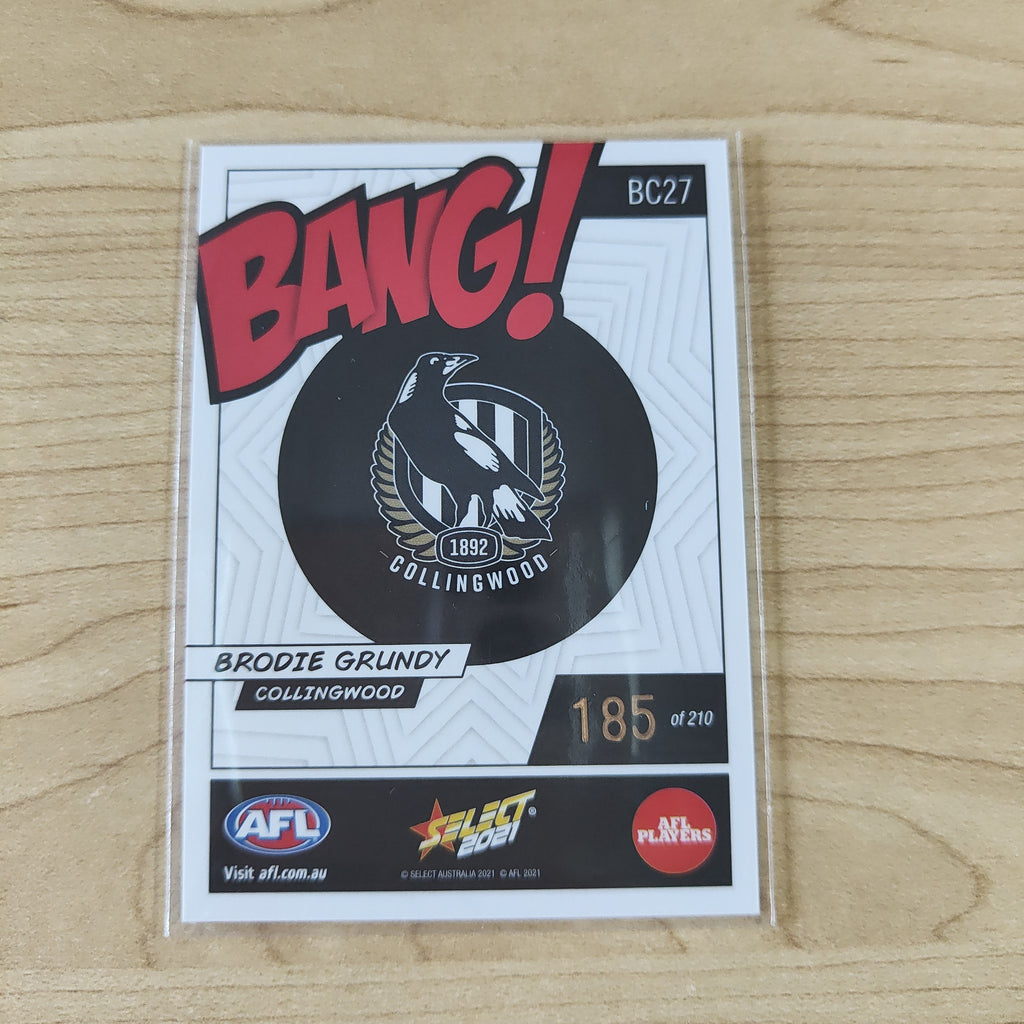 BANG!
BC27
1892
COLLINGWOOD
BRODIE GRUNDY
COLLINGWOOD
185 of 210
AFL
SELECT®
2021
AFL
PLAYERS
Visit afl.com.au
© SELECT AUSTRALIA 2021 © AFL 2021